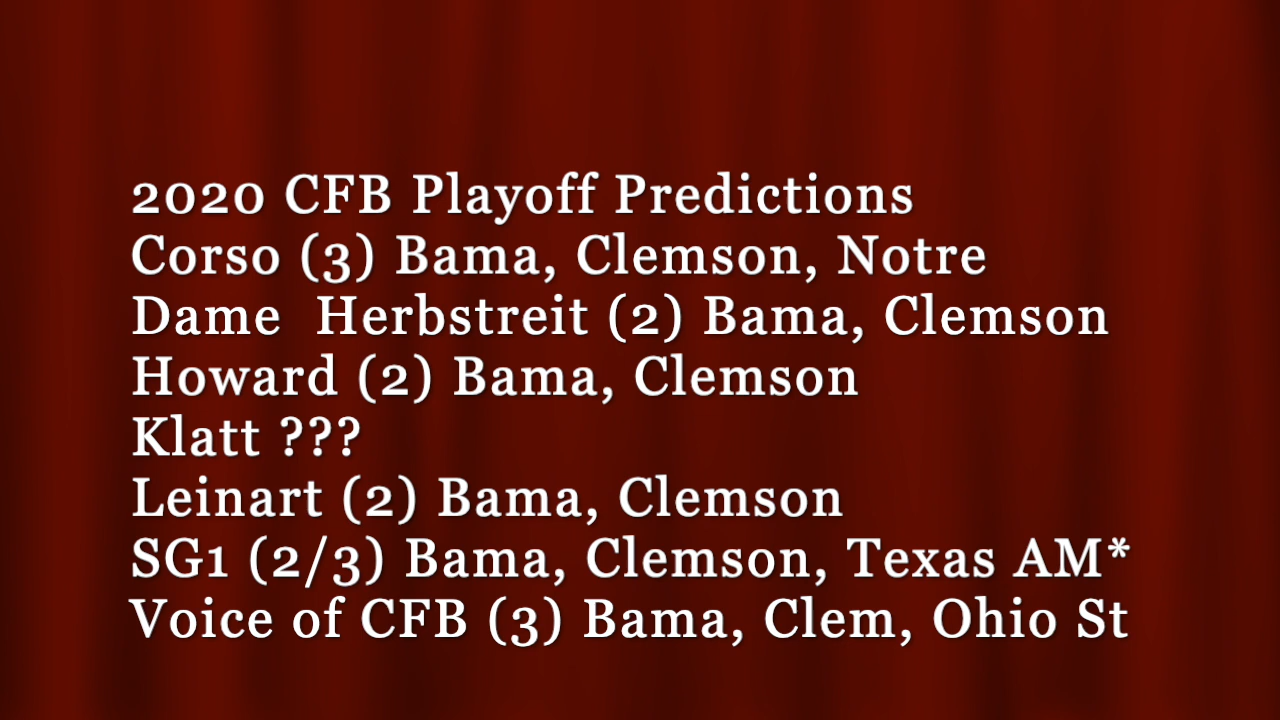 2020 CFB Playoff Predictions
Corso (3) Bama, Clemson, Notre
Dame  Herbstreit (2) Bama, Clemson
Howard (2) Bama, Clemson
Klatt ???
Leinart (2) Bama, Clemson
SG1 (2/3) Bama, Clemson, Texas AM*
Voice of CFB (3) Bama, Clem, Ohio St